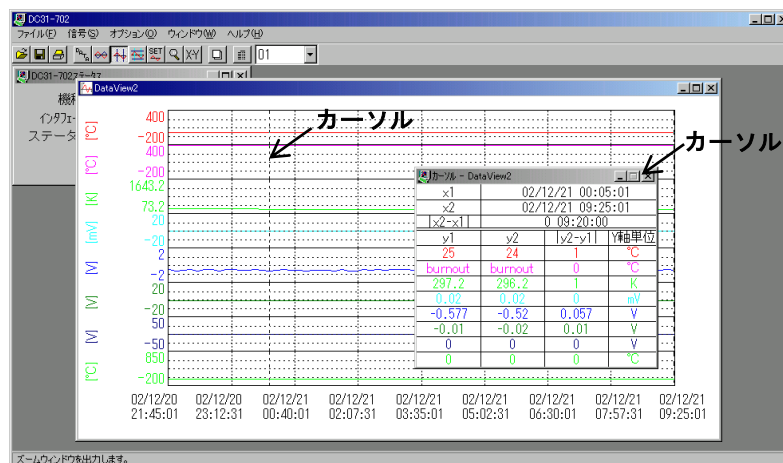 DC31-702
ファイル(F) 信号(S) オプション(O) ウィンドウ(W) ヘルプ(H)
DATA SET X-Y 01
DC31-702ステータス
機種
インタフェー
ステータ
DataView2
カーソル
カーソル
[℃] 400
-200
[℃] 400
-200
[K] 1643.2
73.2
[mV] 20
-20
[V] 2
-2
[V] 20
-20
[V] 50
-50
[℃] 850
-200
02/12/20 02/12/20 02/12/21 02/12/21 02/12/21 02/12/21 02/12/21 02/12/21 02/12/21
21:45:01 23:12:31 00:40:01 02:07:31 03:35:01 05:02:31 06:30:01 07:57:31 09:25:01
カーソル - DataView2
x1 02/12/21 00:05:01
x2 02/12/21 09:25:01
|x2-x1| 0 09:20:00
y1 y2 |y2-y1| Y軸単位
25 24 1 ℃
burnout burnout 0 ℃
297.2 296.2 1 K
0.02 0.02 0 mV
-0.577 -0.52 0.057 V
-0.01 -0.02 0.01 V
0 0 0 V
0 0 0 ℃
ズームウィンドウを出力します。